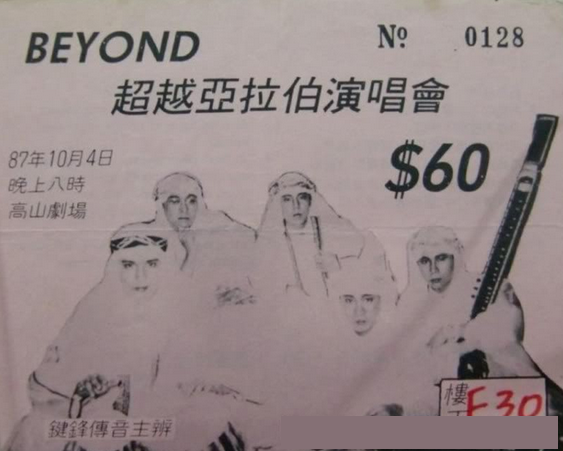 BEYOND
Nº 0128
超越亞拉伯演唱會
87年10月4日
晚上八時
高山劇場
$60
樓
F30
鍵鋒傳音主辨